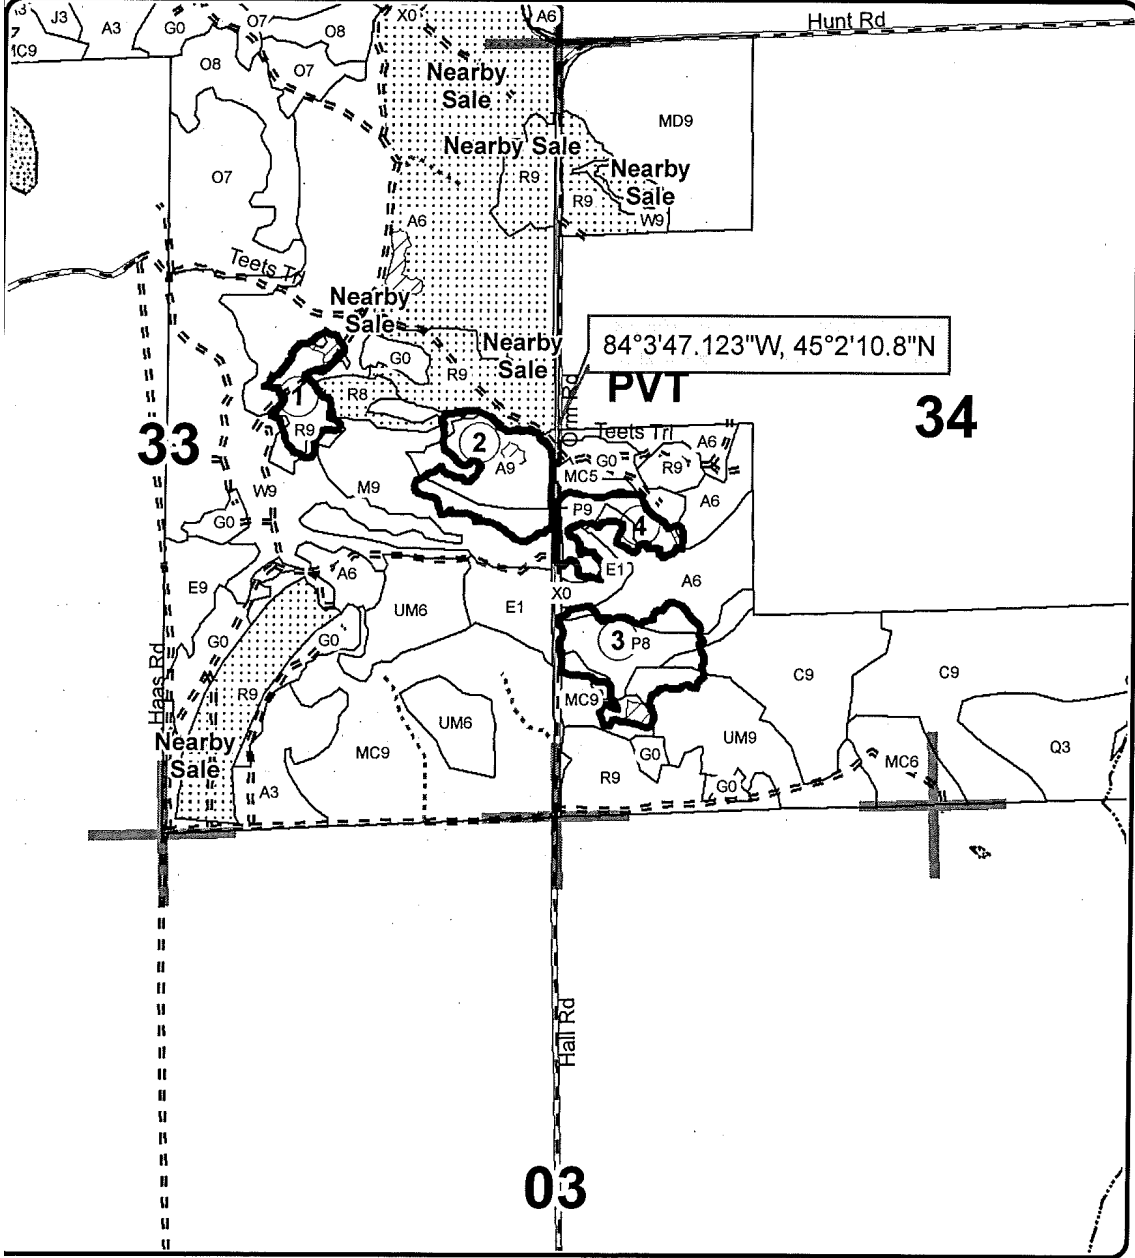 J3
A3
G0
O7
O8
X0
A6
Hunt Rd
C9
O8
O7
Nearby
Sale
MD9
Nearby Sale
Nearby
Sale
O7
R9
R9
W9
A6
Teets Trl
Nearby
Sale
Nearby
Sale
84°3'47.123"W, 45°2'10.8"N
G0
R9
PVT
34
1
R8
R9
33
2
A9
Teets Trl
A6
G0
R9
MC5
M9
W9
A6
P9
4
G0
E1
A6
E9
A6
UM6
E1
X0
G0
G0
3
P8
Haas Rd
R9
MC9
C9
C9
UM6
UM9
Nearby
Sale
MC9
G0
Q3
MC6
R9
G0
A3
Hall Rd
03